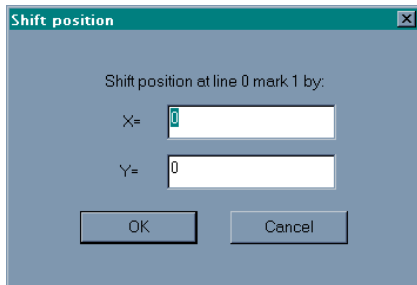 Shift position
Shift position at line 0 mark 1 by:
X= 0
Y= 0
OK Cancel